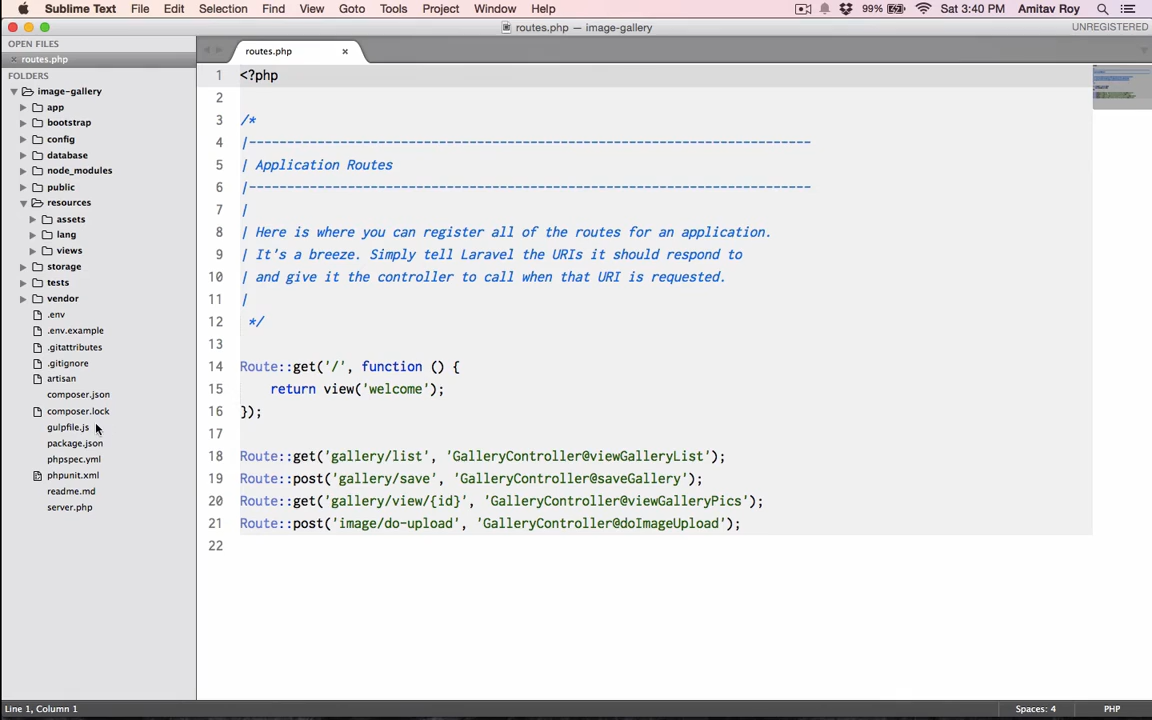 Sublime Text File Edit Selection Find View Goto Tools Project Window Help 99% Sat 3:40 PM Amitav Roy
routes.php — image-gallery UNREGISTERED
OPEN FILES
routes.php
FOLDERS
image-gallery
app
bootstrap
config
database
node_modules
public
resources
assets
lang
views
storage
tests
vendor
.env
.env.example
.gitattributes
.gitignore
artisan
composer.json
composer.lock
gulpfile.js
package.json
phpspec.yml
phpunit.xml
readme.md
server.php
routes.php
1 <?php
2
3 /*
4 |--------------------------------------------------------------------------
5 | Application Routes
6 |--------------------------------------------------------------------------
7 |
8 | Here is where you can register all of the routes for an application.
9 | It's a breeze. Simply tell Laravel the URIs it should respond to
10 | and give it the controller to call when that URI is requested.
11 |
12 */
13
14 Route::get('/', function () {
15 return view('welcome');
16 });
17
18 Route::get('gallery/list', 'GalleryController@viewGalleryList');
19 Route::post('gallery/save', 'GalleryController@saveGallery');
20 Route::get('gallery/view/{id}', 'GalleryController@viewGalleryPics');
21 Route::post('image/do-upload', 'GalleryController@doImageUpload');
22
Line 1, Column 1 Spaces: 4 PHP